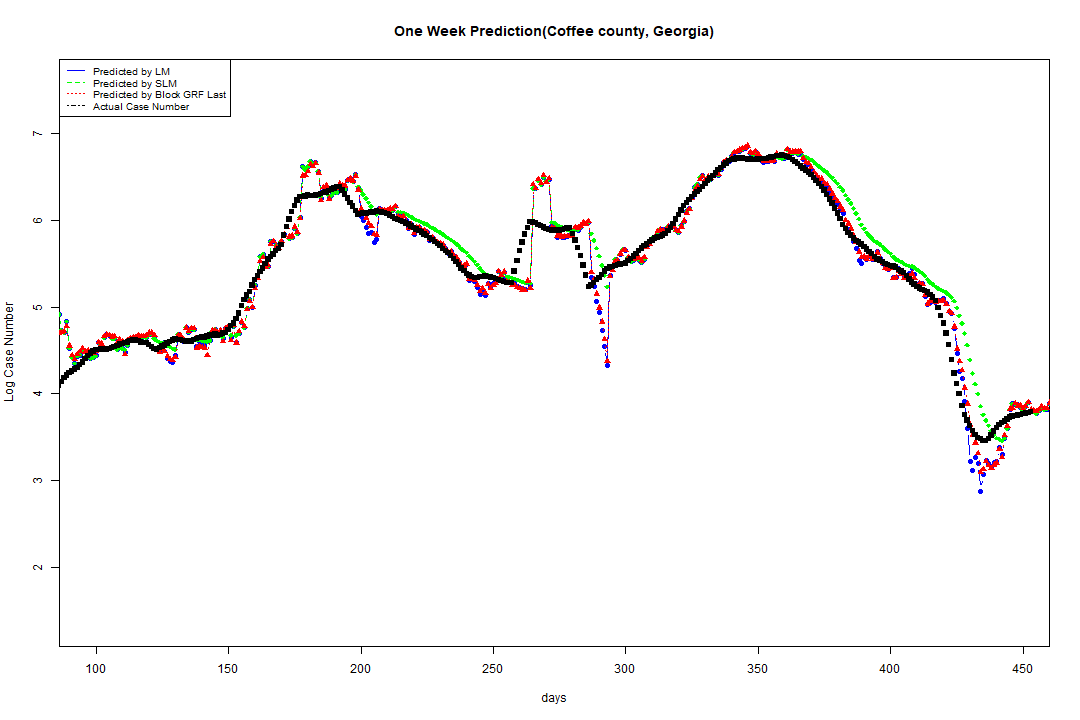 One Week Prediction(Coffee county, Georgia)
Predicted by LM
Predicted by SLM
Predicted by Block GRF Last
Actual Case Number
7
6
5
4
3
2
Log Case Number
100 150 200 250 300 350 400 450
days